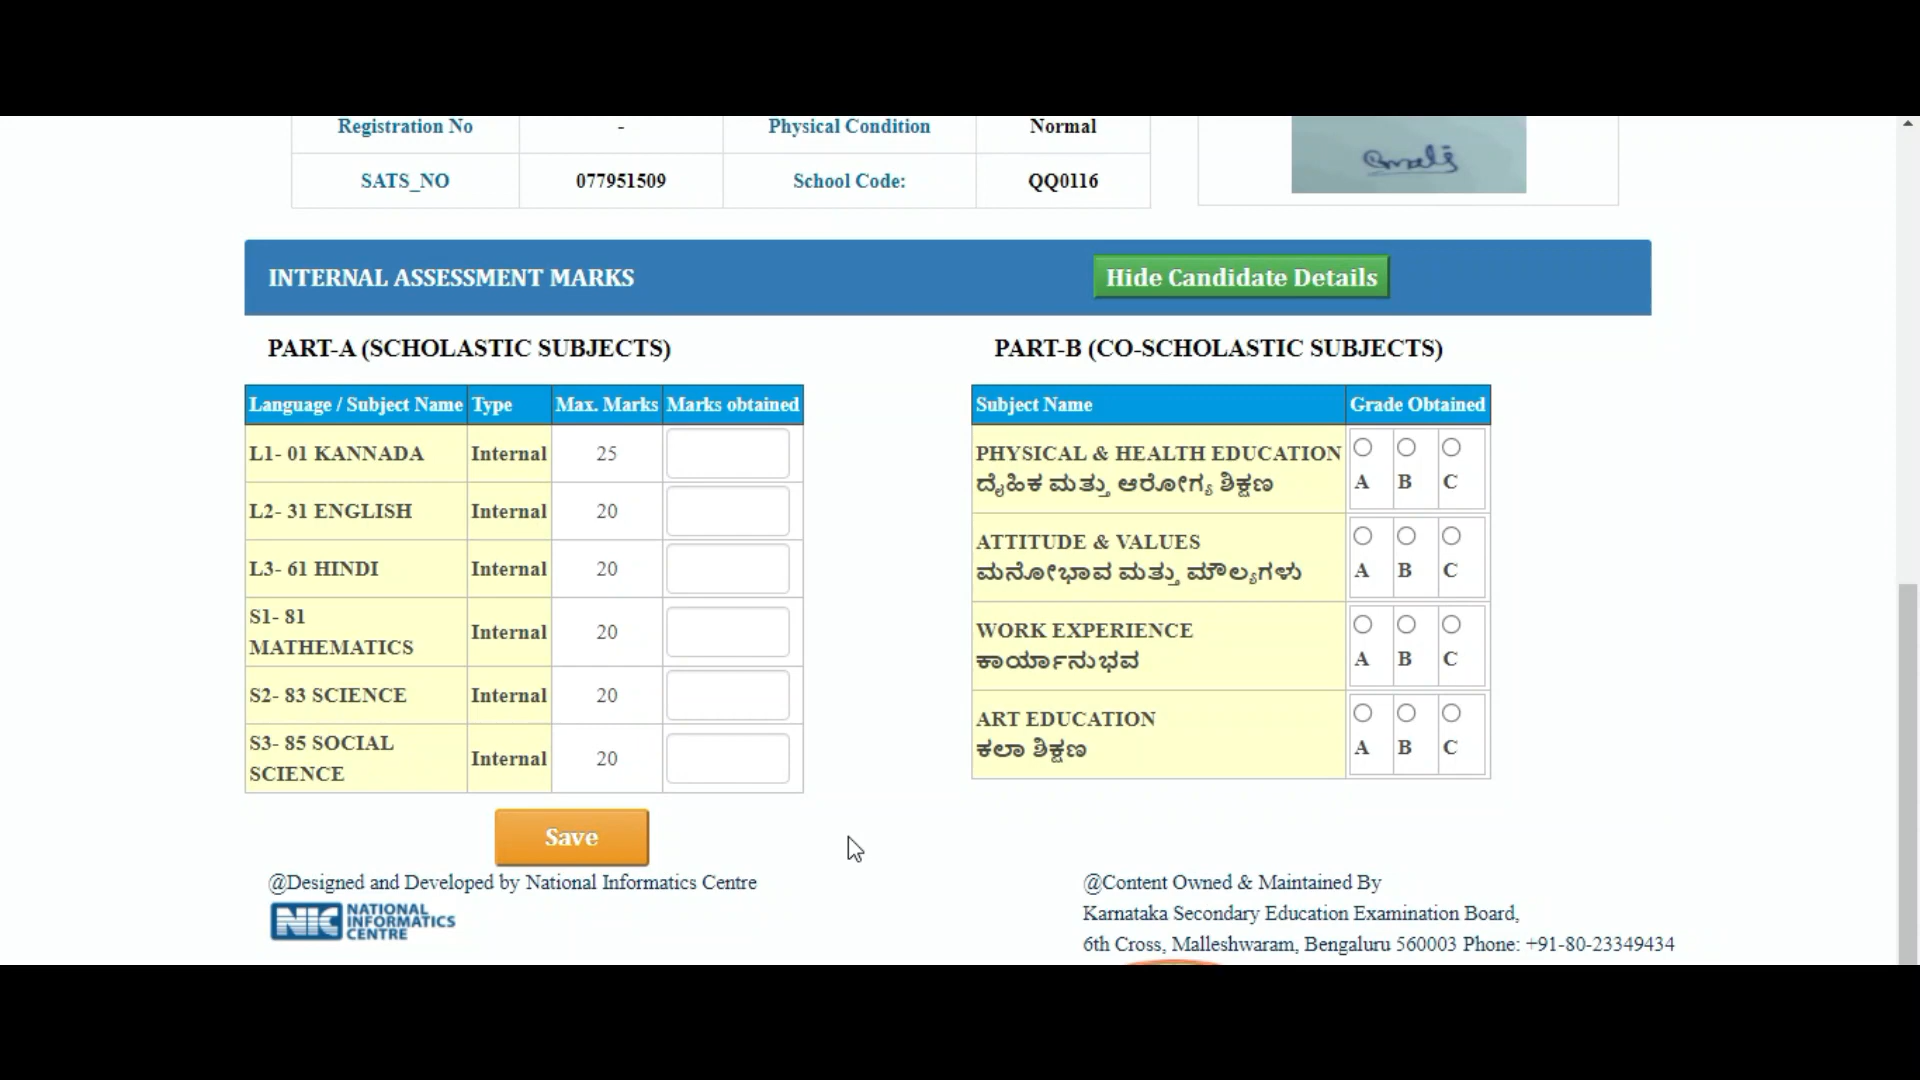 Registration No - Physical Condition Normal
SATS_NO 077951509 School Code: QQ0116
INTERNAL ASSESSMENT MARKS Hide Candidate Details
PART-A (SCHOLASTIC SUBJECTS)
Language / Subject Name Type Max. Marks Marks obtained
L1- 01 KANNADA Internal 25
L2- 31 ENGLISH Internal 20
L3- 61 HINDI Internal 20
S1- 81
MATHEMATICS Internal 20
S2- 83 SCIENCE Internal 20
S3- 85 SOCIAL
SCIENCE Internal 20
Save
PART-B (CO-SCHOLASTIC SUBJECTS)
Subject Name Grade Obtained
PHYSICAL & HEALTH EDUCATION
ದೈಹಿಕ ಮತ್ತು ಆರೋಗ್ಯ ಶಿಕ್ಷಣ A B C
ATTITUDE & VALUES
ಮನೋಭಾವ ಮತ್ತು ಮೌಲ್ಯಗಳು A B C
WORK EXPERIENCE
ಕಾರ್ಯಾನುಭವ A B C
ART EDUCATION
ಕಲಾ ಶಿಕ್ಷಣ A B C
@Designed and Developed by National Informatics Centre
NIC NATIONAL
INFORMATICS
CENTRE
@Content Owned & Maintained By
Karnataka Secondary Education Examination Board,
6th Cross, Malleshwaram, Bengaluru 560003 Phone: +91-80-23349434